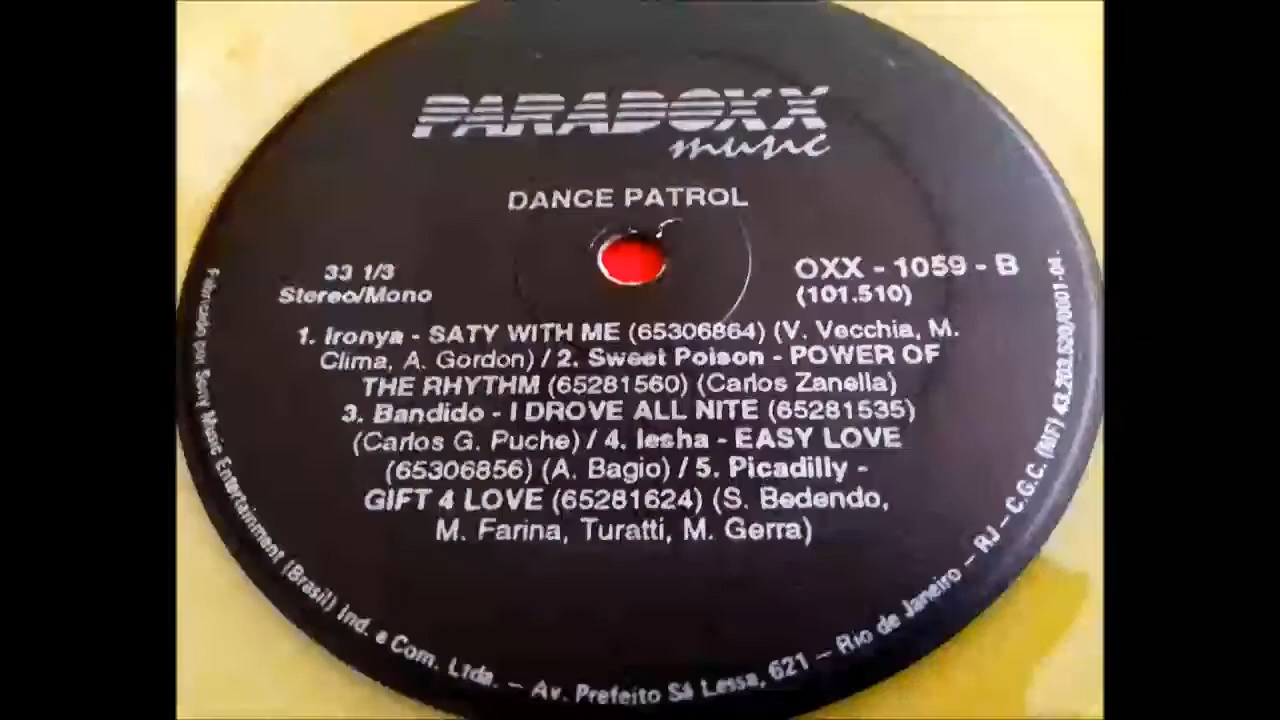 PARADOXX
music
DANCE PATROL
33 1/3
Stereo/Mono
OXX - 1059 - B
(101.510)
1. Ironya - SATY WITH ME (65306864) (V. Vecchia, M.
Clima, A. Gordon) / 2. Sweet Poison - POWER OF
THE RHYTHM (65281560) (Carlos Zanella)
3. Bandido - I DROVE ALL NITE (65281535)
(Carlos G. Puche) / 4. Iesha - EASY LOVE
(65306856) (A. Bagio) / 5. Picadilly -
GIFT 4 LOVE (65281624) (S. Bedendo,
M. Farina, Turatti, M. Gerra)
Fabricado por Sony Music Entertainment (Brasil) Ind. e Com. Ltda. – Av. Prefeito Sá Lessa, 621 – Rio de Janeiro – RJ – C.G.C. (MF) 43.203.520/0001-04.